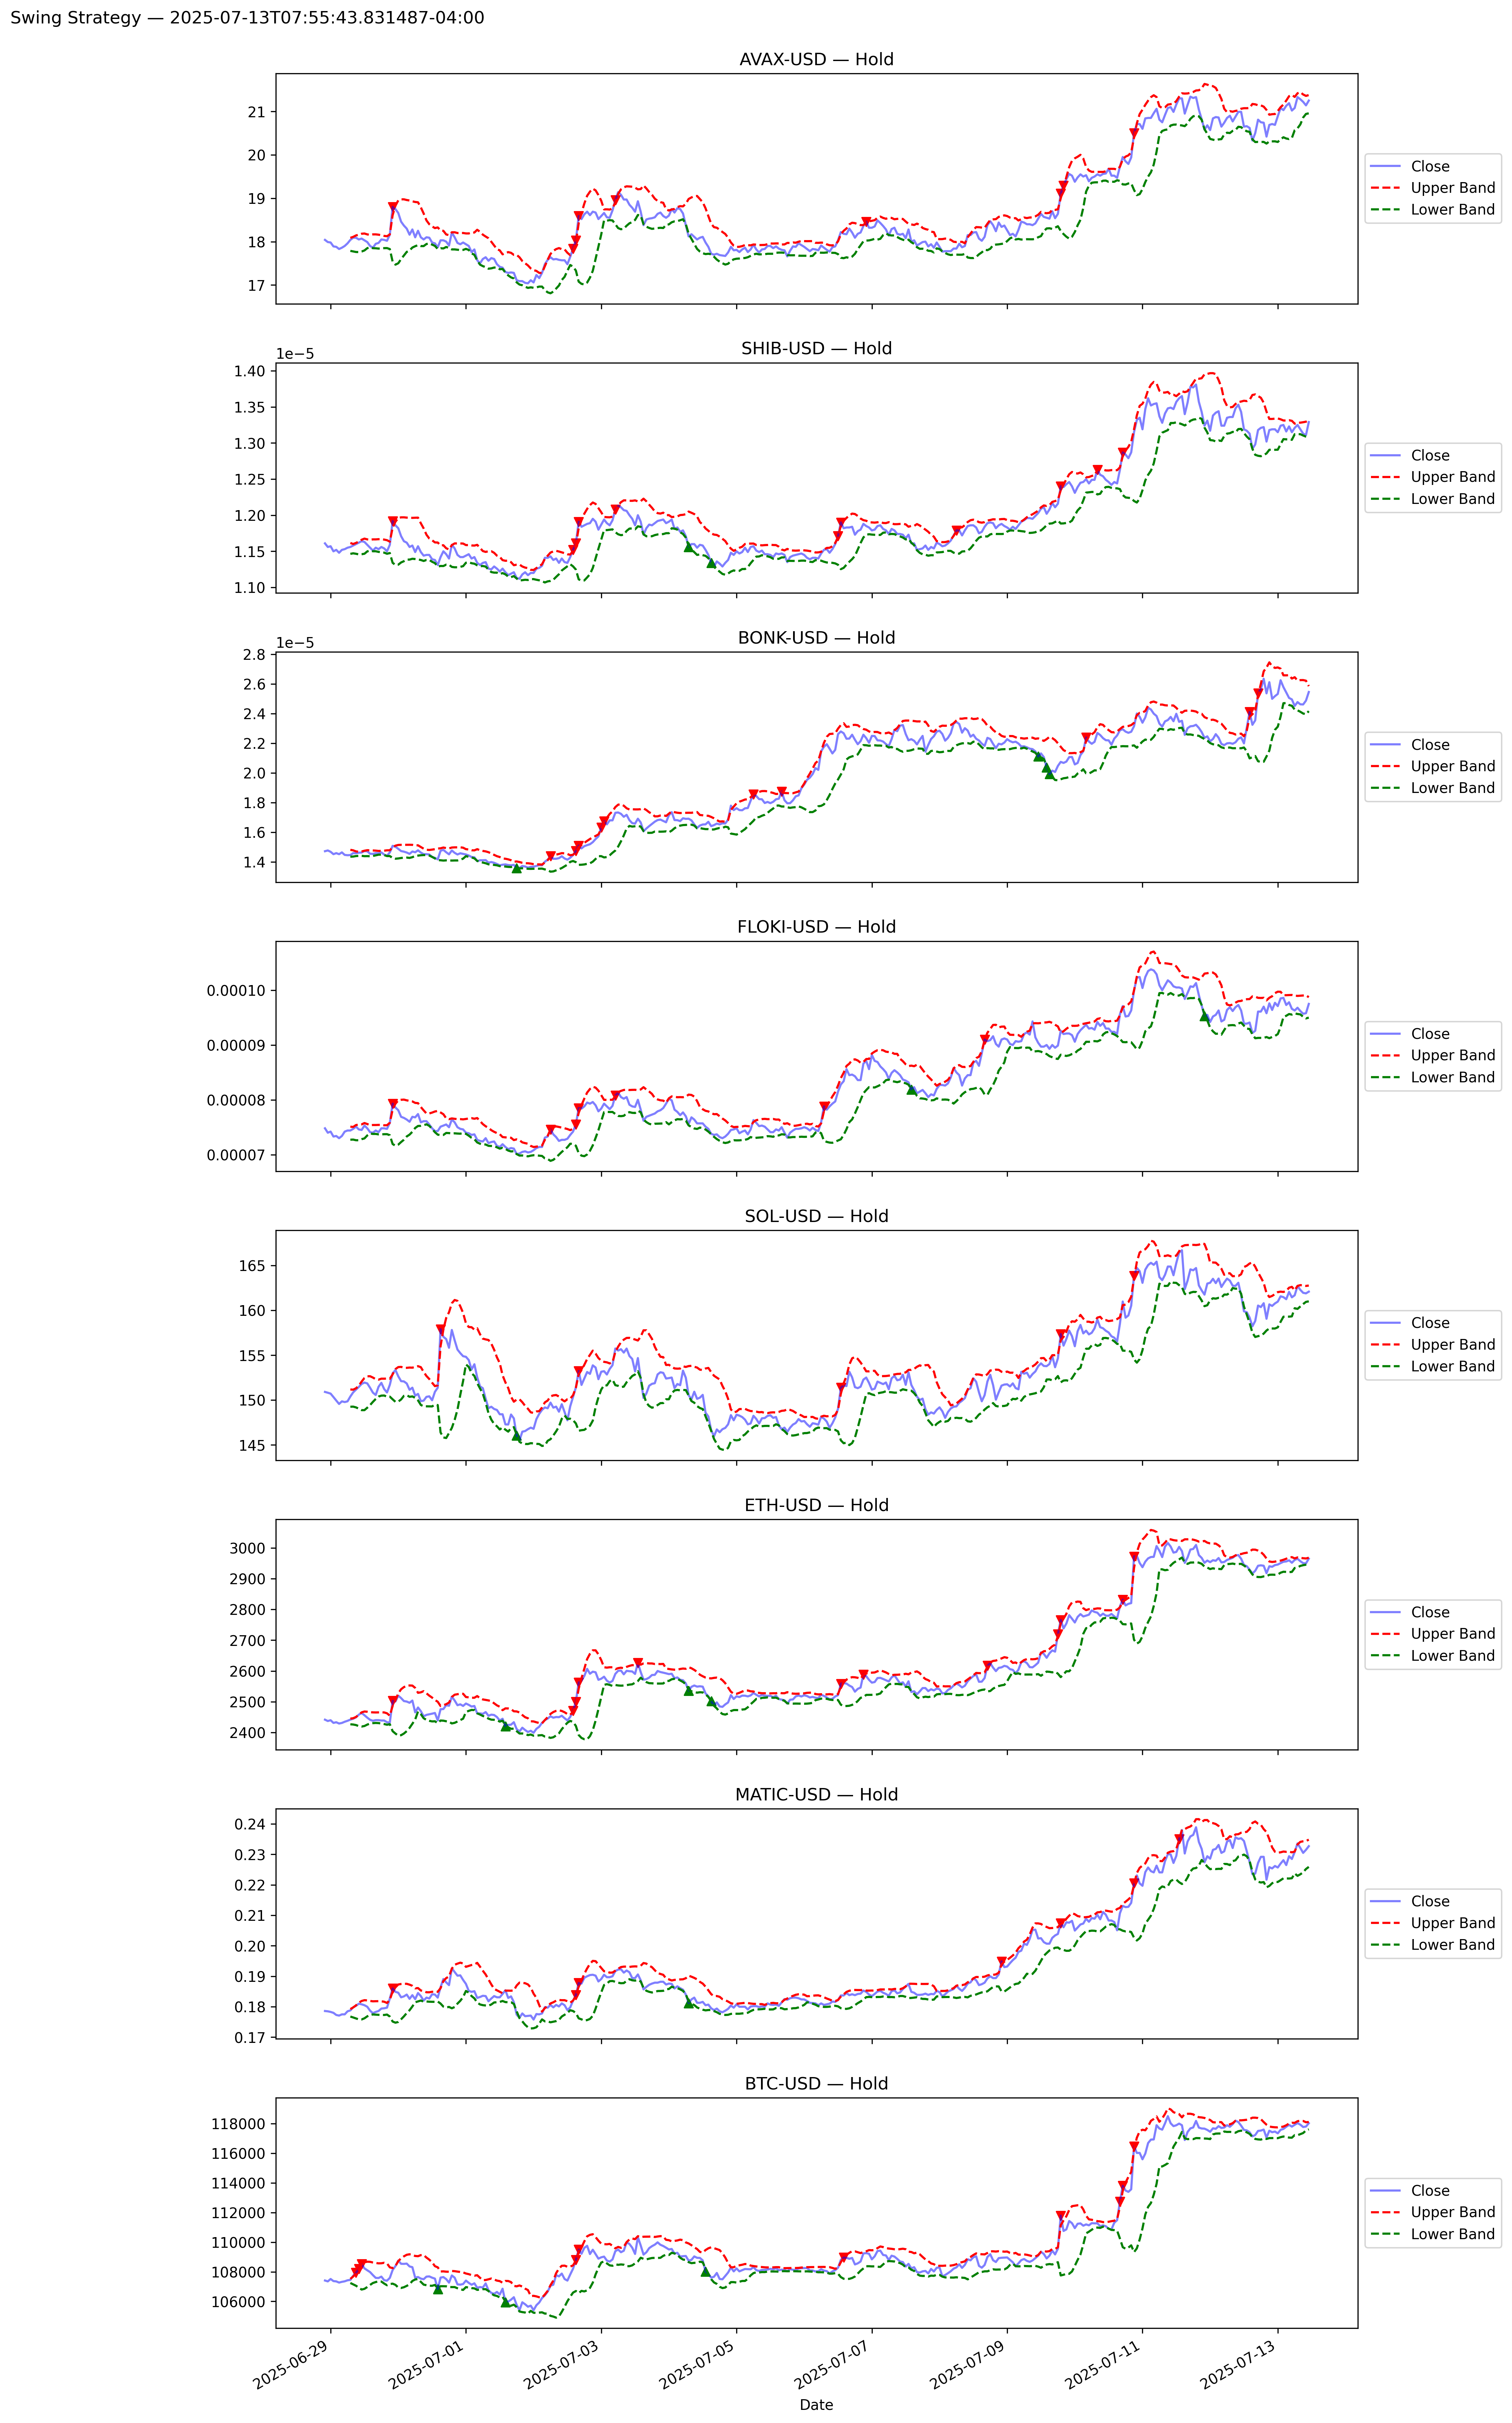 Swing Strategy — 2025-07-13T07:55:43.831487-04:00
AVAX-USD — Hold
21
20
19
18
17
Close
Upper Band
Lower Band
SHIB-USD — Hold
1e−5
1.40
1.35
1.30
1.25
1.20
1.15
1.10
Close
Upper Band
Lower Band
BONK-USD — Hold
1e−5
2.8
2.6
2.4
2.2
2.0
1.8
1.6
1.4
Close
Upper Band
Lower Band
FLOKI-USD — Hold
0.00010
0.00009
0.00008
0.00007
Close
Upper Band
Lower Band
SOL-USD — Hold
165
160
155
150
145
Close
Upper Band
Lower Band
ETH-USD — Hold
3000
2900
2800
2700
2600
2500
2400
Close
Upper Band
Lower Band
MATIC-USD — Hold
0.24
0.23
0.22
0.21
0.20
0.19
0.18
0.17
Close
Upper Band
Lower Band
BTC-USD — Hold
118000
116000
114000
112000
110000
108000
106000
Close
Upper Band
Lower Band
2025-06-29
2025-07-01
2025-07-03
2025-07-05
2025-07-07
2025-07-09
2025-07-11
2025-07-13
Date